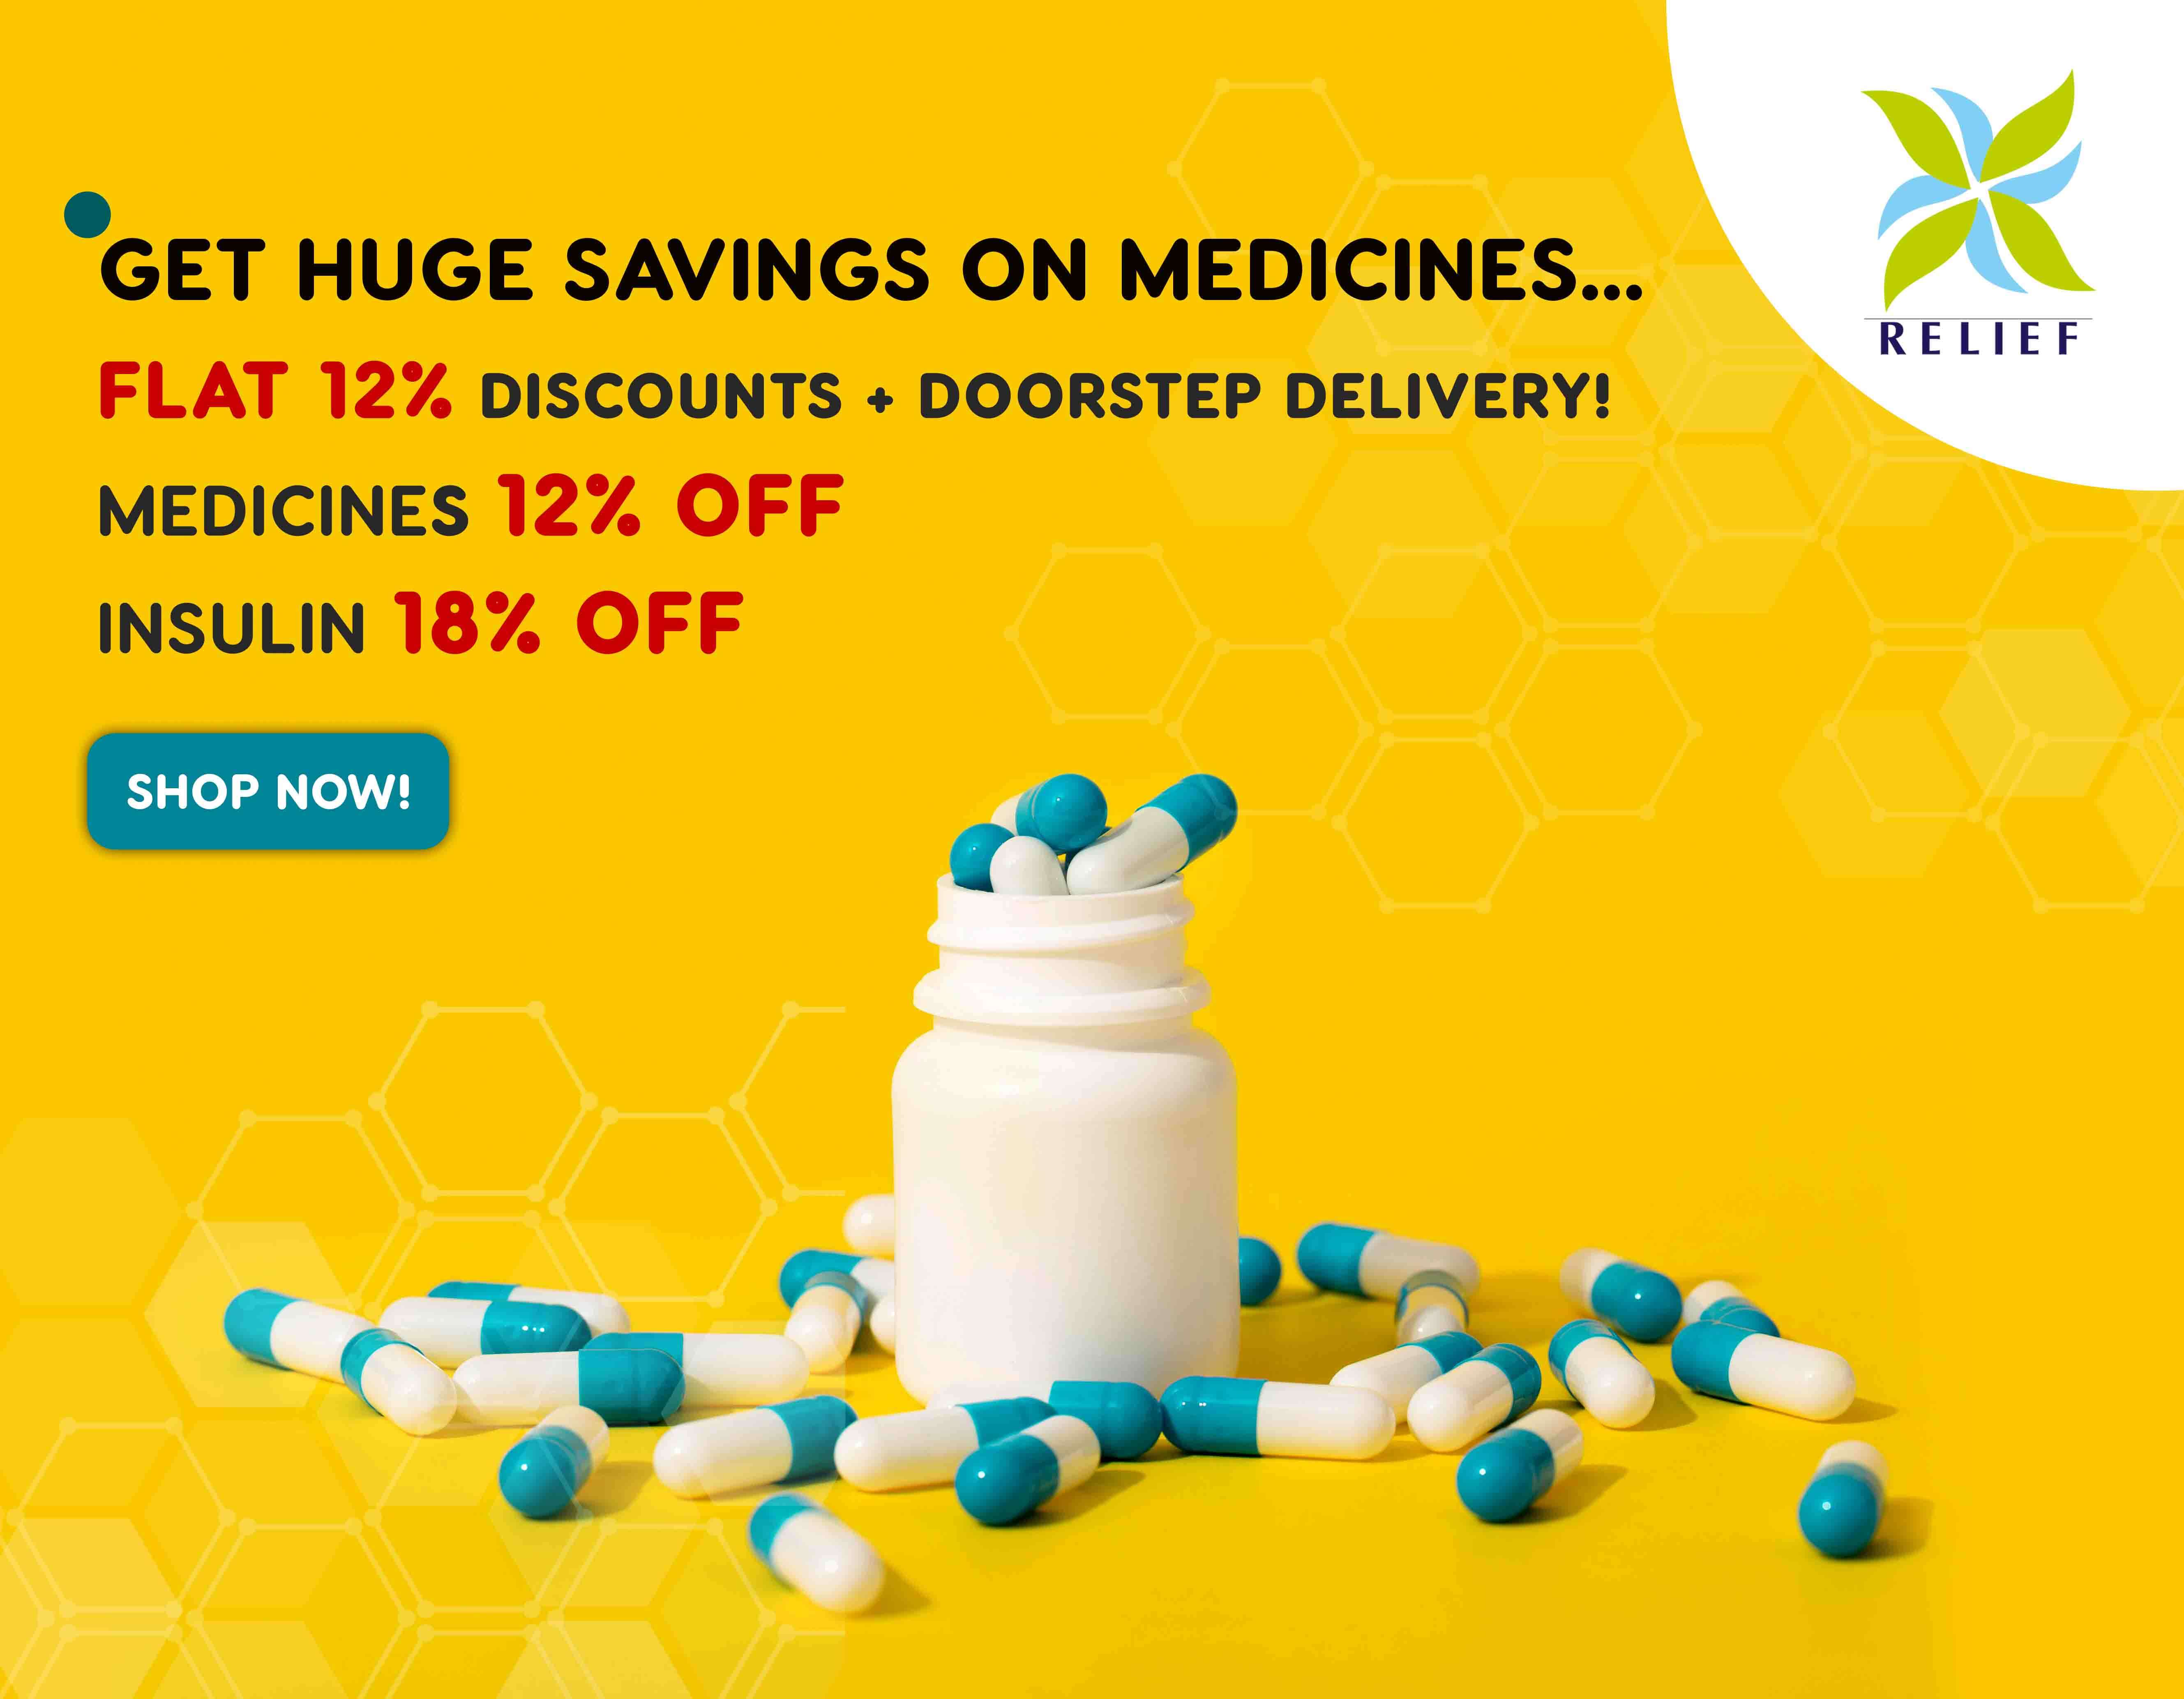 RELIEF
GET HUGE SAVINGS ON MEDICINES...
FLAT 12% DISCOUNTS + DOORSTEP DELIVERY!
MEDICINES 12% OFF
INSULIN 18% OFF
SHOP NOW!